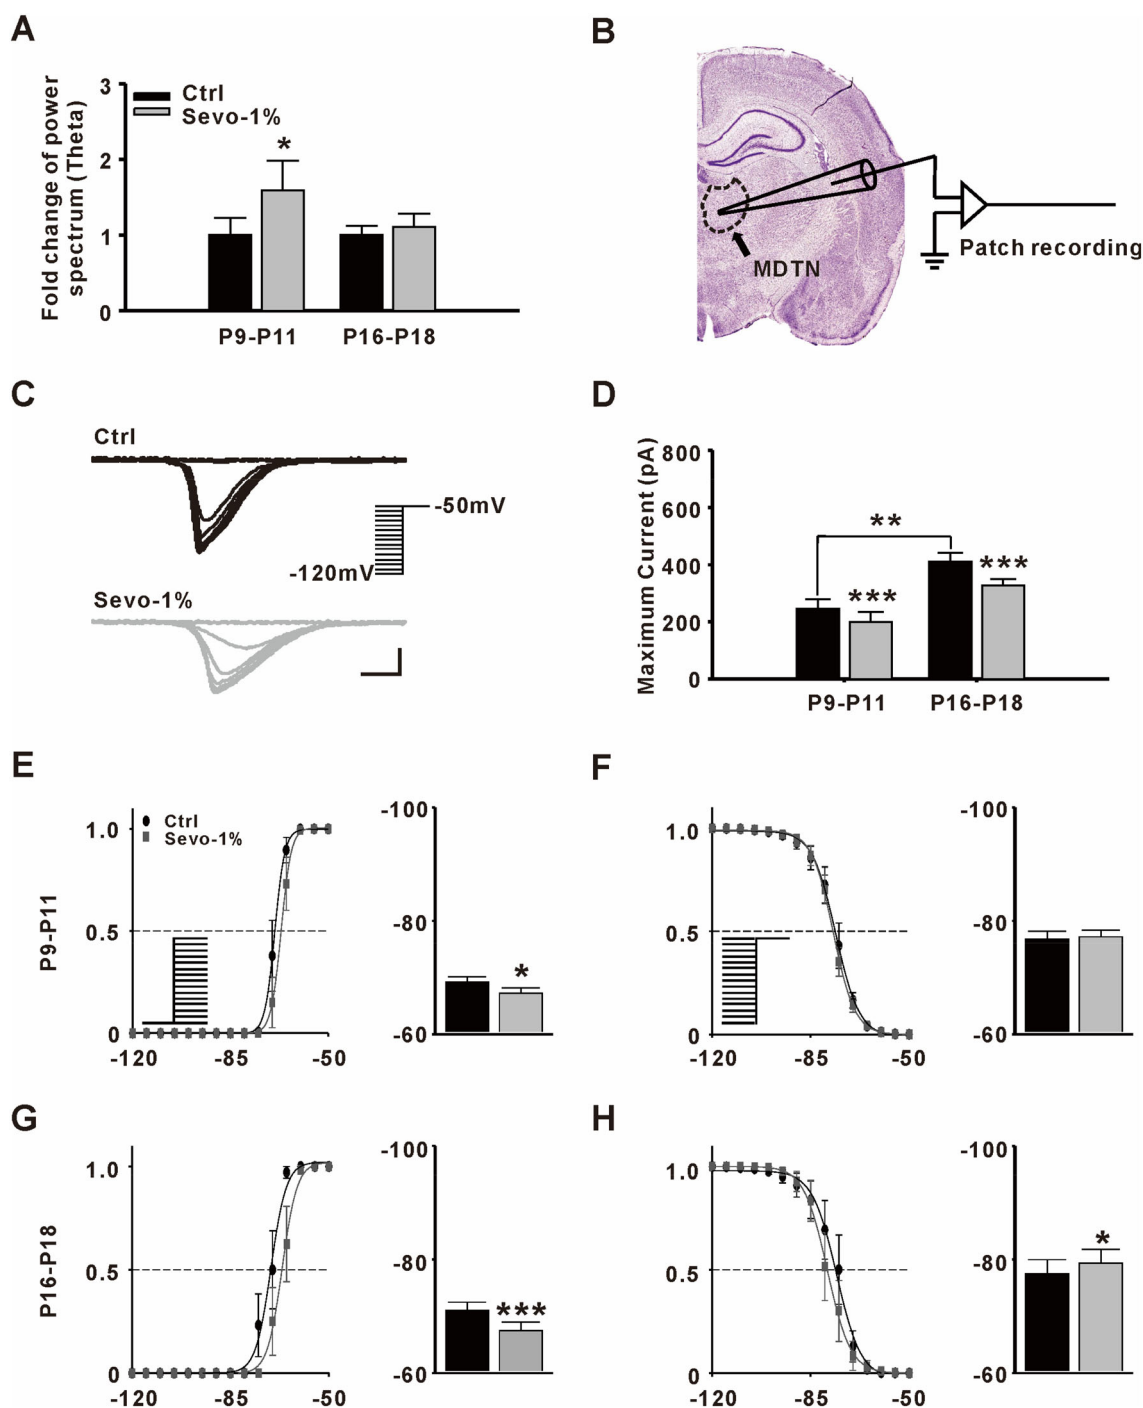 A
Fold change of power
spectrum (Theta)
3
2
1
0
Ctrl
Sevo-1%
*
P9-P11
P16-P18
B
MDTN
Patch recording
C
Ctrl
-50mV
-120mV
Sevo-1%
D
Maximum Current (pA)
800
600
400
200
0
**
***
***
P9-P11
P16-P18
E
P9-P11
1.0
0.5
0
Ctrl
Sevo-1%
-120
-85
-50
-100
-80
-60
*
F
1.0
0.5
0
-120
-85
-50
-100
-80
-60
G
P16-P18
1.0
0.5
0
-120
-85
-50
-100
-80
-60
***
H
1.0
0.5
0
-120
-85
-50
-100
-80
-60
*